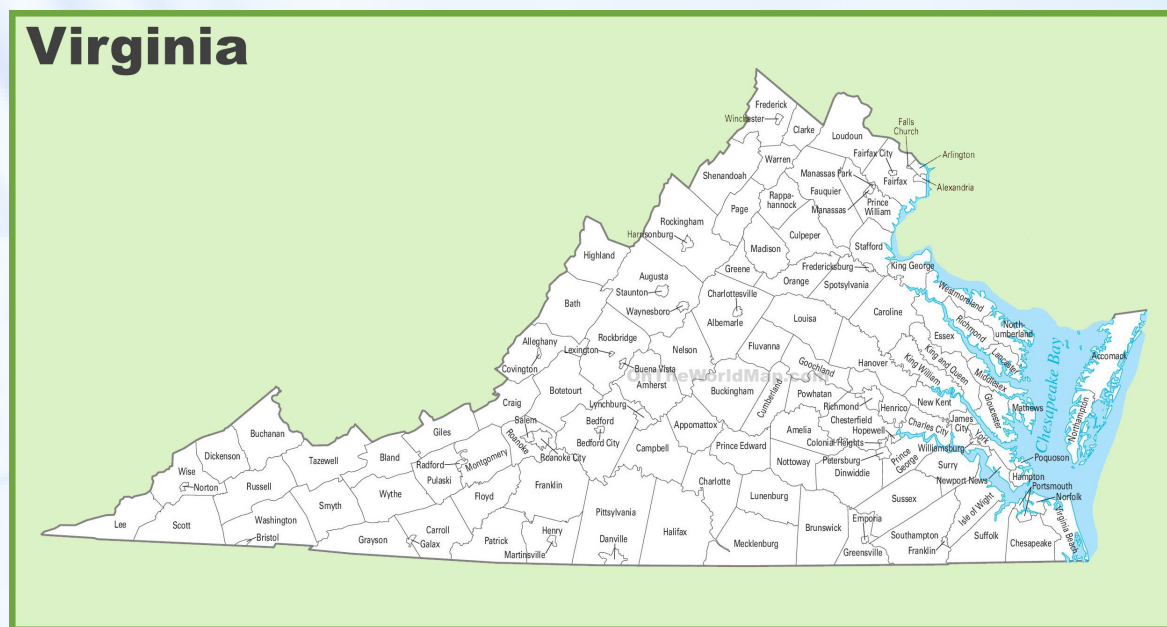 Virginia
Frederick
Winchester
Clarke
Loudoun
Falls
Church
Arlington
Fairfax City
Fairfax
Alexandria
Warren
Shenandoah
Manassas Park
Fauquier
Manassas
Prince
William
Rappa-
hannock
Page
Rockingham
Harrisonburg
Culpeper
Madison
Stafford
Highland
Greene
Fredericksburg
King George
Orange
Spotsylvania
Augusta
Staunton
Waynesboro
Charlottesville
Albemarle
Bath
Louisa
Caroline
Westmoreland
Richmond
North-
umberland
Essex
Lancaster
Chesapeake Bay
Accomack
Alleghany
Covington
Rockbridge
Lexington
Buena Vista
Amherst
Nelson
Fluvanna
Goochland
Hanover
King and Queen
King William
Middlesex
OnTheWorldMap.com
Botetourt
Buckingham
Cumberland
Powhatan
Richmond
Henrico
New Kent
Gloucester
Mathews
Northampton
Craig
Salem
Roanoke
Roanoke City
Lynchburg
Bedford
Bedford City
Campbell
Appomattox
Prince Edward
Amelia
Chesterfield
Hopewell
Colonial Heights
Charles City
James
City
York
Williamsburg
Poquoson
Buchanan
Dickenson
Wise
Norton
Tazewell
Bland
Giles
Radford
Montgomery
Pulaski
Nottoway
Petersburg
Dinwiddie
Prince
George
Surry
Newport News
Hampton
Portsmouth
Norfolk
Russell
Wythe
Smyth
Floyd
Franklin
Pittsylvania
Charlotte
Lunenburg
Sussex
Isle of Wight
Virginia Beach
Lee
Scott
Washington
Bristol
Grayson
Carroll
Galax
Patrick
Henry
Martinsville
Danville
Halifax
Mecklenburg
Brunswick
Emporia
Greensville
Southampton
Franklin
Suffolk
Chesapeake